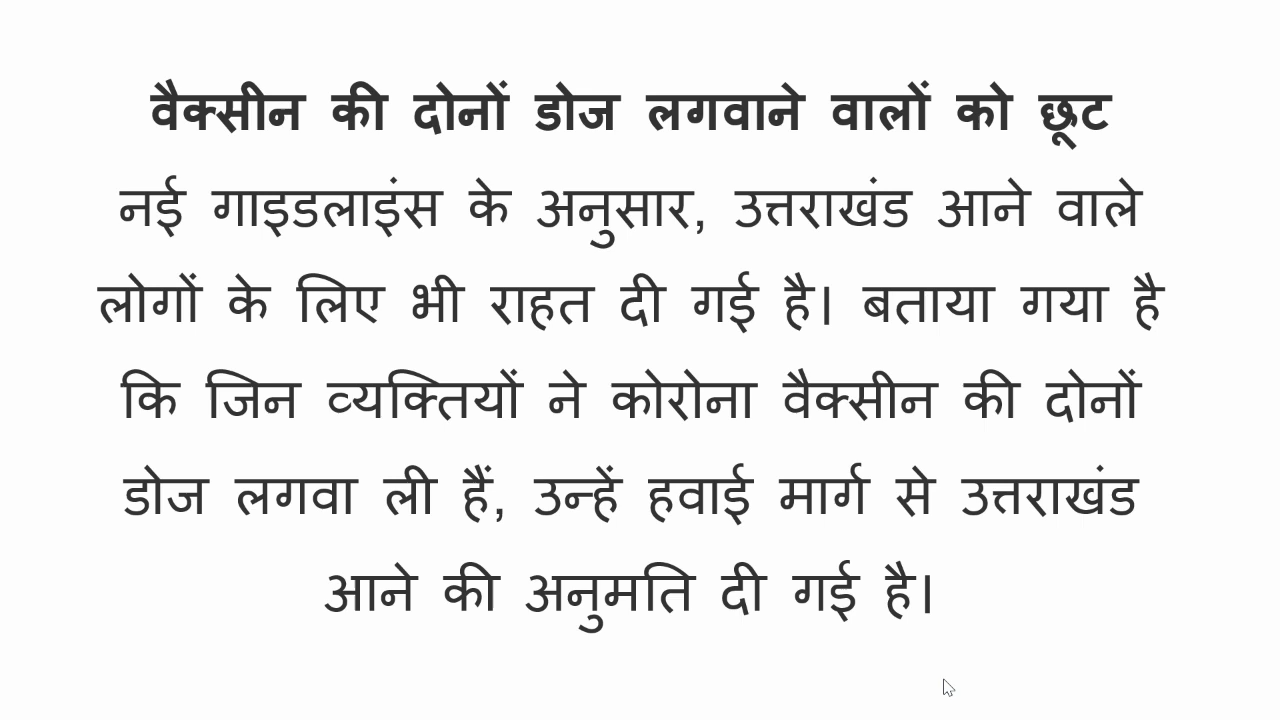 वैक्सीन की दोनों डोज लगवाने वालों को छूट
नई गाइडलाइंस के अनुसार, उत्तराखंड आने वाले
लोगों के लिए भी राहत दी गई है। बताया गया है
कि जिन व्यक्तियों ने कोरोना वैक्सीन की दोनों
डोज लगवा ली हैं, उन्हें हवाई मार्ग से उत्तराखंड
आने की अनुमति दी गई है।